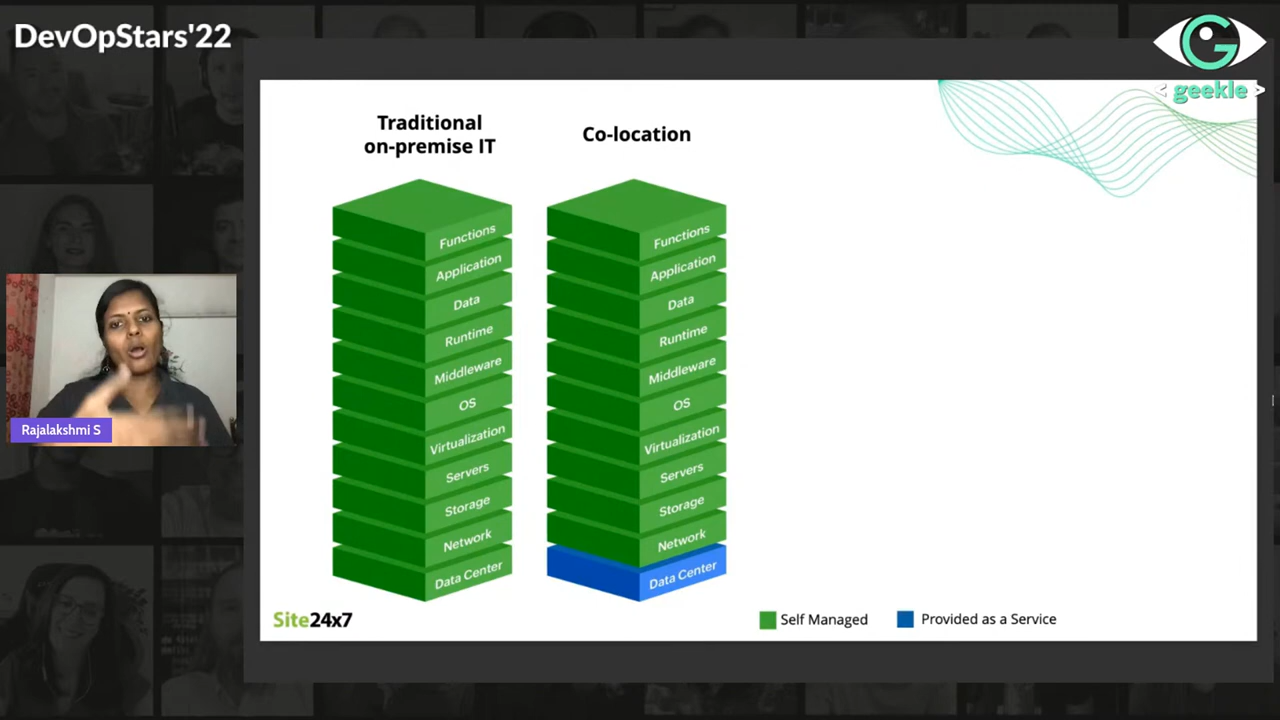 DevOpStars'22
< geekle >
Traditional
on-premise IT
Co-location
Functions
Application
Data
Runtime
Middleware
OS
Virtualization
Servers
Storage
Network
Data Center
Functions
Application
Data
Runtime
Middleware
OS
Virtualization
Servers
Storage
Network
Data Center
Rajalakshmi S
Site24x7
Self Managed
Provided as a Service